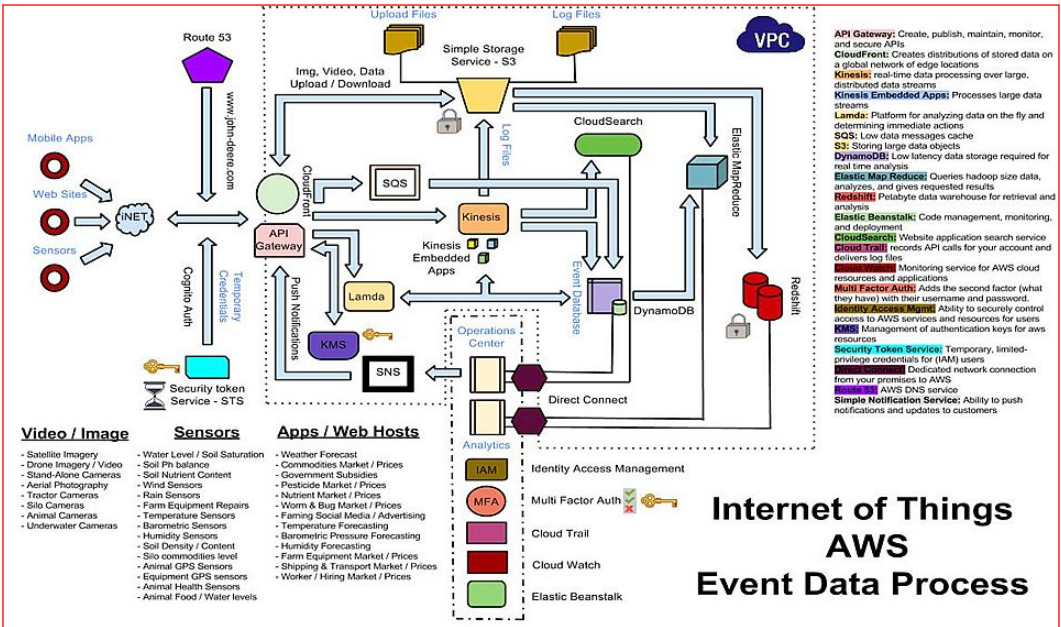 Upload Files
Log Files
Route 53
Simple Storage
Service - S3
VPC
Img, Video, Data
Upload / Download
www.john-deere.com
Mobile Apps
Web Sites
Sensors
iNET
CloudFront
API
Gateway
SQS
Log Files
Kinesis
Kinesis
Embedded
Apps
CloudSearch
Elastic MapReduce
Event Database
DynamoDB
Redshift
Lamda
KMS
SNS
Push Notifications
Temporary
Credentials
Cognito Auth
Security token
Service - STS
Operations
Center
Direct Connect
Analytics
IAM
Identity Access Management
MFA
Multi Factor Auth
Cloud Trail
Cloud Watch
Elastic Beanstalk
API Gateway: Create, publish, maintain, monitor,
and secure APIs
CloudFront: Creates distributions of stored data on
a global network of edge locations
Kinesis: real-time data processing over large,
distributed data streams
Kinesis Embedded Apps: Processes large data
streams
Lamda: Platform for analyzing data on the fly and
determining immediate actions
SQS: Low data messages cache
S3: Storing large data objects
DynamoDB: Low latency data storage required for
real time analysis
Elastic Map Reduce: Queries hadoop size data,
analyzes, and gives requested results
Redshift: Petabyte data warehouse for retrieval and
analysis
Elastic Beanstalk: Code management, monitoring,
and deployment
CloudSearch: Website application search service
Cloud Trail: records API calls for your account and
delivers log files
Cloud Watch: Monitoring service for AWS cloud
resources and applications
Multi Factor Auth: Adds the second factor (what
they have) with their username and password.
Identity Access Mgmt: Ability to securely control
access to AWS services and resources for users
KMS: Management of authentication keys for aws
resources
Security Token Service: Temporary, limited-
privilege credentials for (IAM) users
Direct Connect: Dedicated network connection
from your premises to AWS
Route 53: AWS DNS service
Simple Notification Service: Ability to push
notifications and updates to customers
Video / Image
- Satellite Imagery
- Drone Imagery / Video
- Stand-Alone Cameras
- Aerial Photography
- Tractor Cameras
- Silo Cameras
- Animal Cameras
- Underwater Cameras
Sensors
- Water Level / Soil Saturation
- Soil Ph balance
- Soil Nutrient Content
- Wind Sensors
- Rain Sensors
- Farm Equipment Repairs
- Temperature Sensors
- Barometric Sensors
- Humidity Sensors
- Soil Density / Content
- Silo commodities level
- Animal GPS Sensors
- Equipment GPS sensors
- Animal Health Sensors
- Animal Food / Water levels
Apps / Web Hosts
- Weather Forecast
- Commodities Market / Prices
- Government Subsidies
- Pesticide Market / Prices
- Nutrient Market / Prices
- Worm & Bug Market / Prices
- Faming Social Media / Advertising
- Temperature Forecasting
- Barometric Pressure Forecasting
- Humidity Forecasting
- Farm Equipment Market / Prices
- Shipping & Transport Market / Prices
- Worker / Hiring Market / Prices
Internet of Things
AWS
Event Data Process